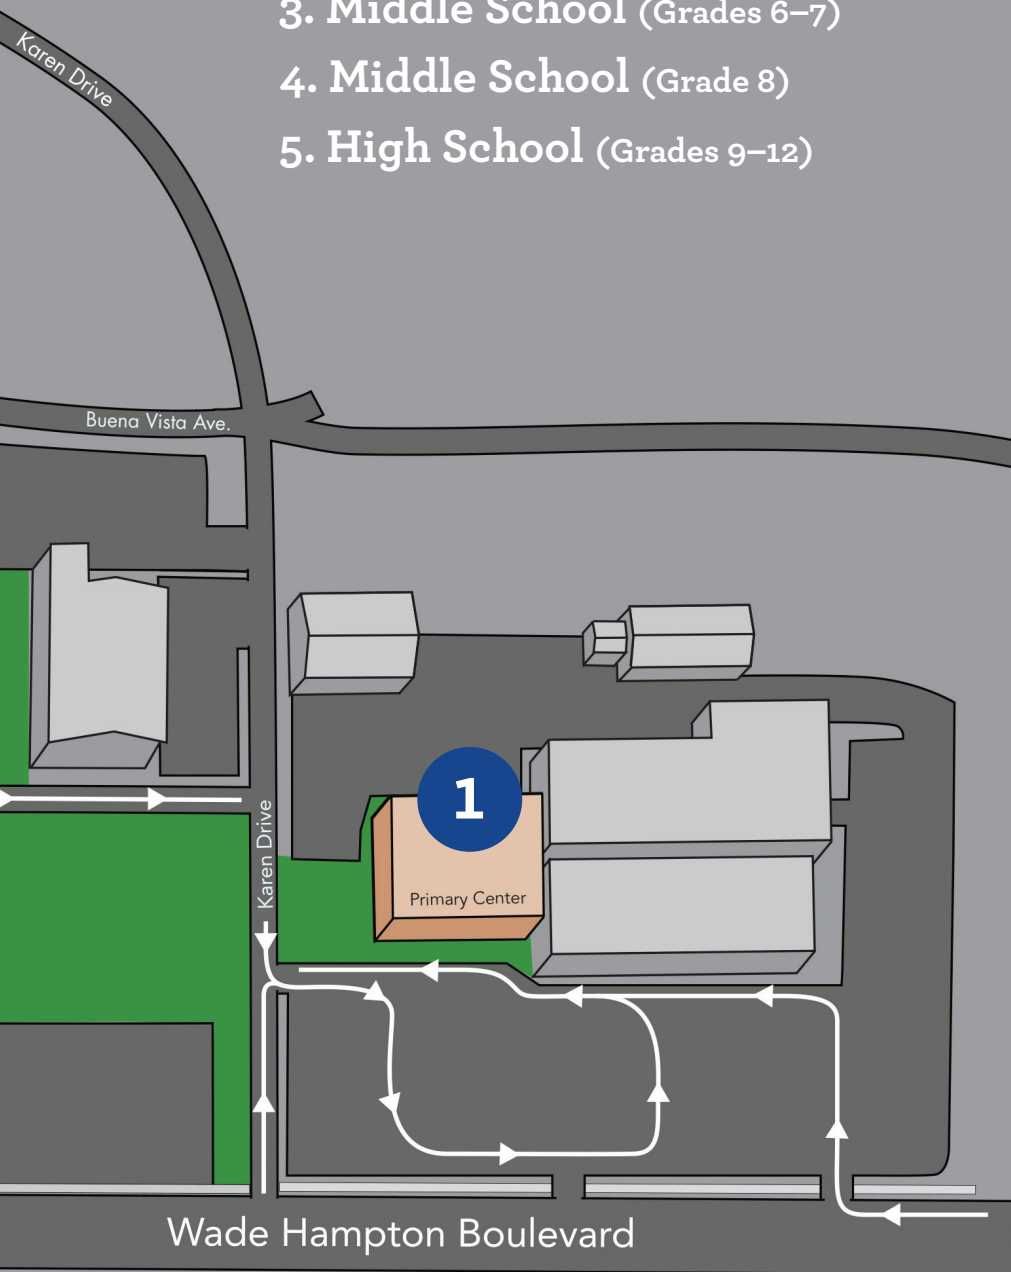 3. Middle School (Grades 6–7)
4. Middle School (Grade 8)
5. High School (Grades 9–12)
Karen Drive
Buena Vista Ave.
Karen Drive
1
Primary Center
Wade Hampton Boulevard